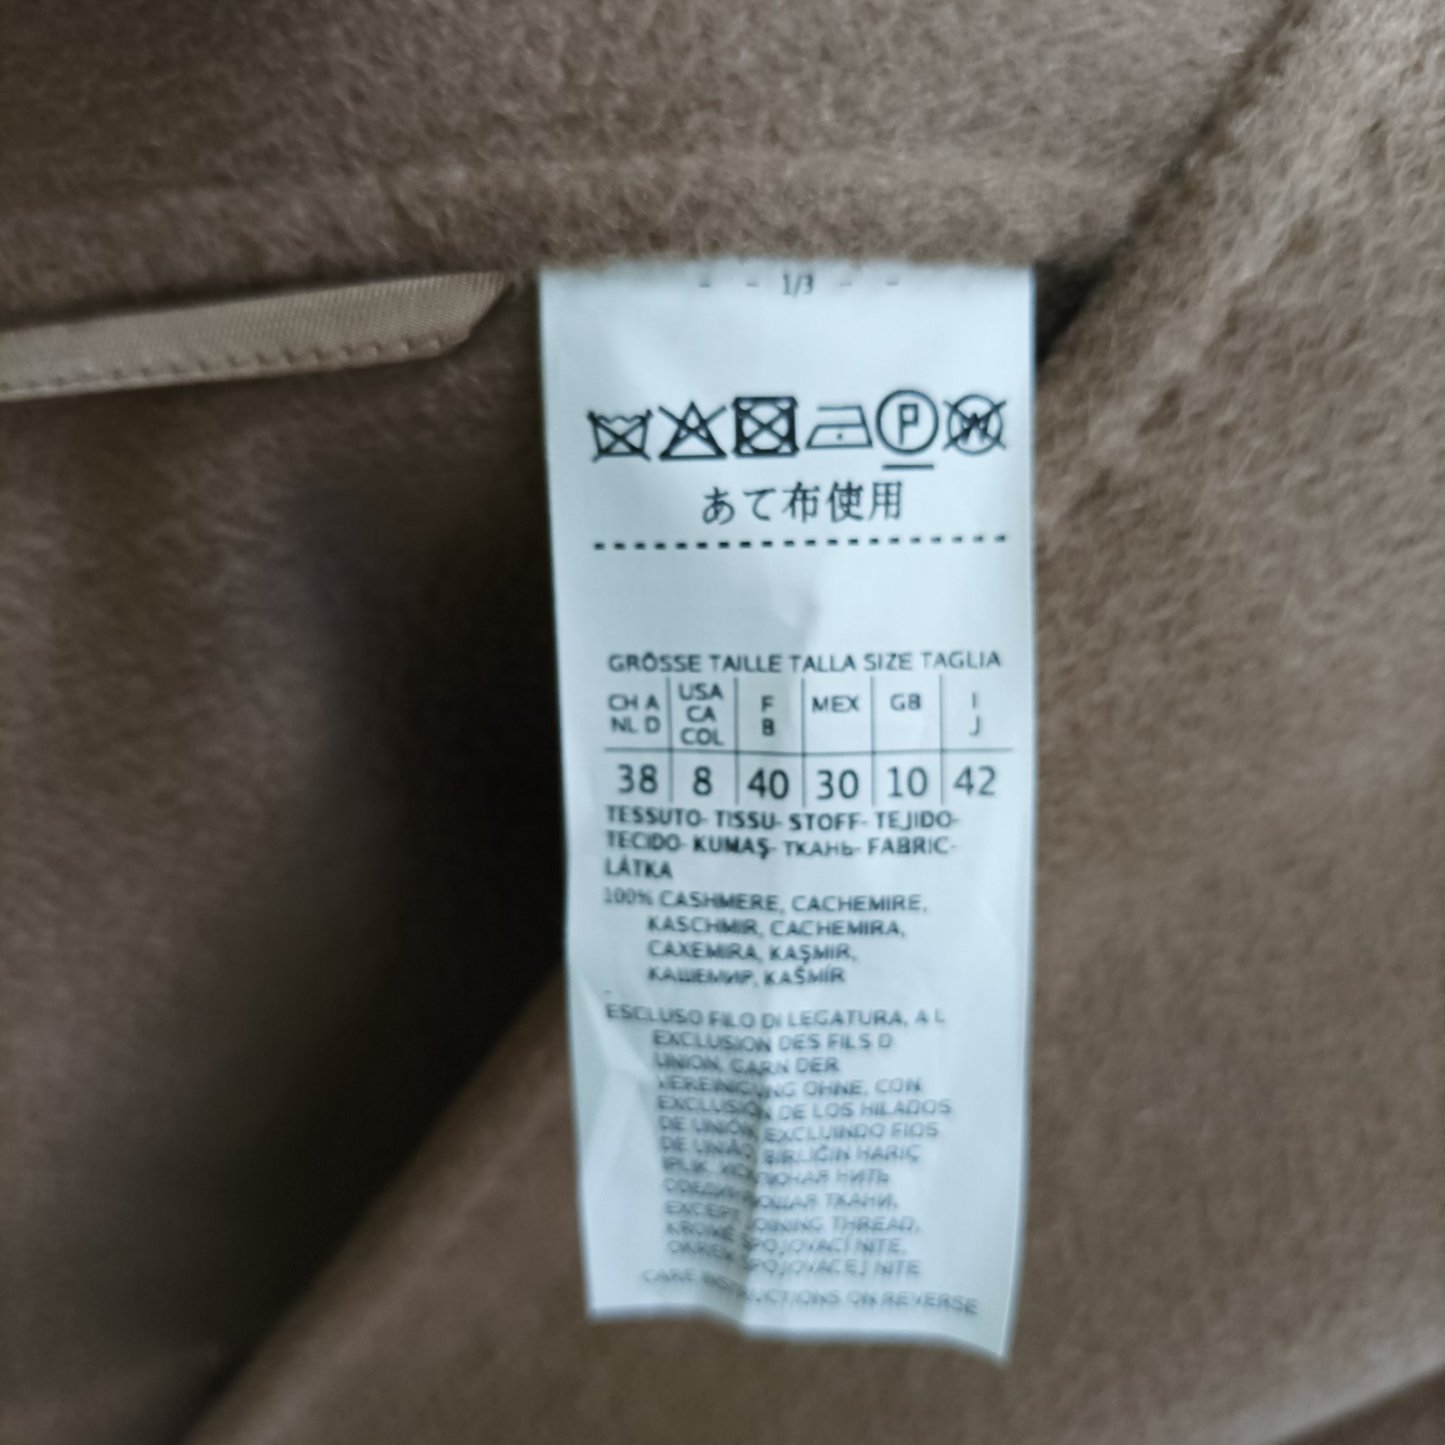 - - 1/3 - -
P W
あて布使用
GRÖSSE TAILLE TALLA SIZE TAGLIA
CH A NL D USA CA COL F B MEX GB I J
38 8 40 30 10 42
TESSUTO- TISSU- STOFF- TEJIDO-
TECIDO- KUMAŞ- ТКАНЬ- FABRIC-
LÁTKA
100% CASHMERE, CACHEMIRE,
KASCHMIR, CACHEMIRA,
CAXEMIRA, KAŞMIR,
КАШЕМИР, KAŠMÍR
ESCLUSO FILO DI LEGATURA, A L
EXCLUSION DES FILS D
UNION, GARN DER
VEREINIGUNG OHNE, CON
EXCLUSIÓN DE LOS HILADOS
DE UNIÓN, EXCLUINDO FIOS
DE UNIÃO, BIRLIĞIN HARIÇ
НИТЬ
ТКАНИ,
EXCEPT JOINING THREAD,
KROMĚ SPOJOVACÍ NITE,
OKREM SPOJOVACEJ NITE
CARE INSTRUCTIONS ON REVERSE